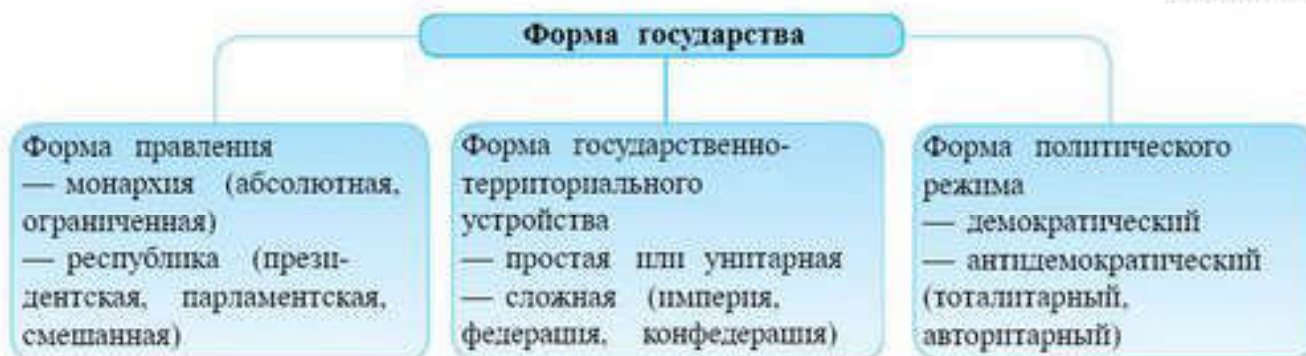 Форма государства
Форма правления
— монархия (абсолютная,
ограниченная)
— республика (прези-
дентская, парламентская,
смешанная)
Форма государственно-
территориального
устройства
— простая или унитарная
— сложная (империя,
федерация, конфедерация)
Форма политического
режима
— демократический
— антидемократический
(тоталитарный,
авторитарный)